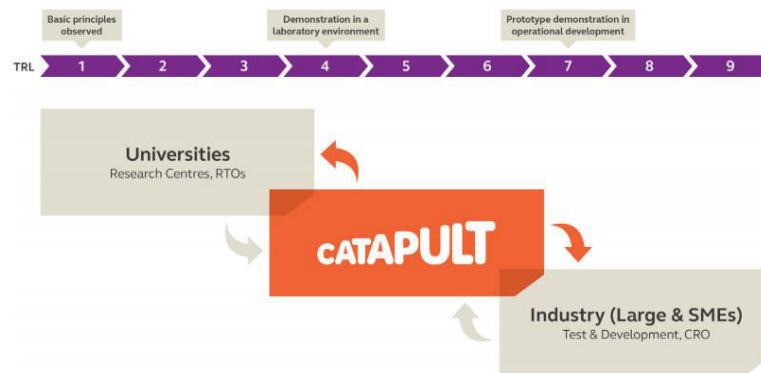 Basic principles
observed
Demonstration in a
laboratory environment
Prototype demonstration in
operational development
TRL 1 2 3 4 5 6 7 8 9
Universities
Research Centres, RTOs
CATAPULT
Industry (Large & SMEs)
Test & Development, CRO